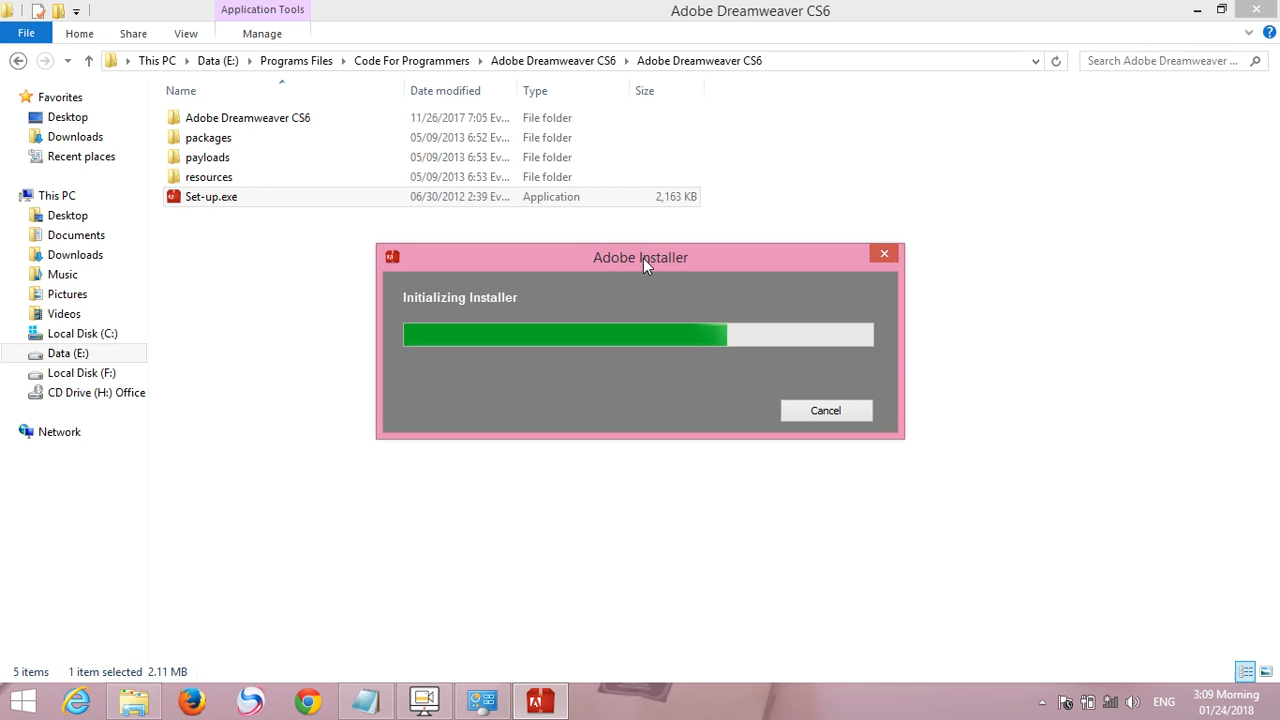 Application Tools
Adobe Dreamweaver CS6
File
Home
Share
View
Manage
This PC
Data (E:)
Programs Files
Code For Programmers
Adobe Dreamweaver CS6
Adobe Dreamweaver CS6
Search Adobe Dreamweaver ...
Name
Date modified
Type
Size
Favorites
Desktop
Downloads
Recent places
This PC
Desktop
Documents
Downloads
Music
Pictures
Videos
Local Disk (C:)
Data (E:)
Local Disk (F:)
CD Drive (H:) Office
Network
Adobe Dreamweaver CS6 11/26/2017 7:05 Ev... File folder
packages 05/09/2013 6:52 Ev... File folder
payloads 05/09/2013 6:53 Ev... File folder
resources 05/09/2013 6:53 Ev... File folder
Set-up.exe 06/30/2012 2:39 Ev... Application 2,163 KB
Adobe Installer
Initializing Installer
Cancel
5 items 1 item selected 2.11 MB
ENG
3:09 Morning
01/24/2018